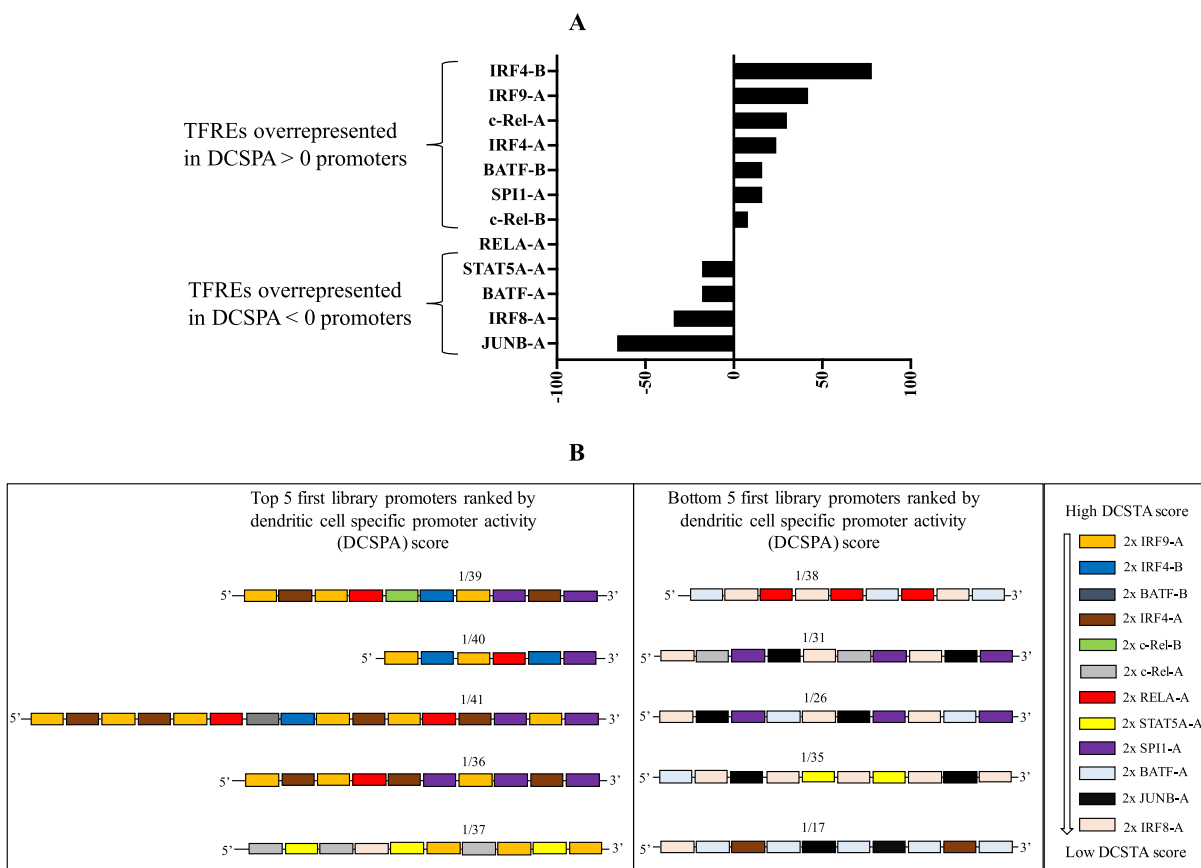 A
TFREs overrepresented
in DCSPA > 0 promoters
TFREs overrepresented
in DCSPA < 0 promoters
IRF4-B
IRF9-A
c-Rel-A
IRF4-A
BATF-B
SPI1-A
c-Rel-B
RELA-A
STAT5A-A
BATF-A
IRF8-A
JUNB-A
-100
-50
0
50
100
B
Top 5 first library promoters ranked by
dendritic cell specific promoter activity
(DCSPA) score
1/39
5’ 3’
1/40
5’ 3’
1/41
5’ 3’
1/36
5’ 3’
1/37
5’ 3’
Bottom 5 first library promoters ranked by
dendritic cell specific promoter activity
(DCSPA) score
1/38
5’ 3’
1/31
5’ 3’
1/26
5’ 3’
1/35
5’ 3’
1/17
5’ 3’
High DCSTA score
2x IRF9-A
2x IRF4-B
2x BATF-B
2x IRF4-A
2x c-Rel-B
2x c-Rel-A
2x RELA-A
2x STAT5A-A
2x SPI1-A
2x BATF-A
2x JUNB-A
2x IRF8-A
Low DCSTA score